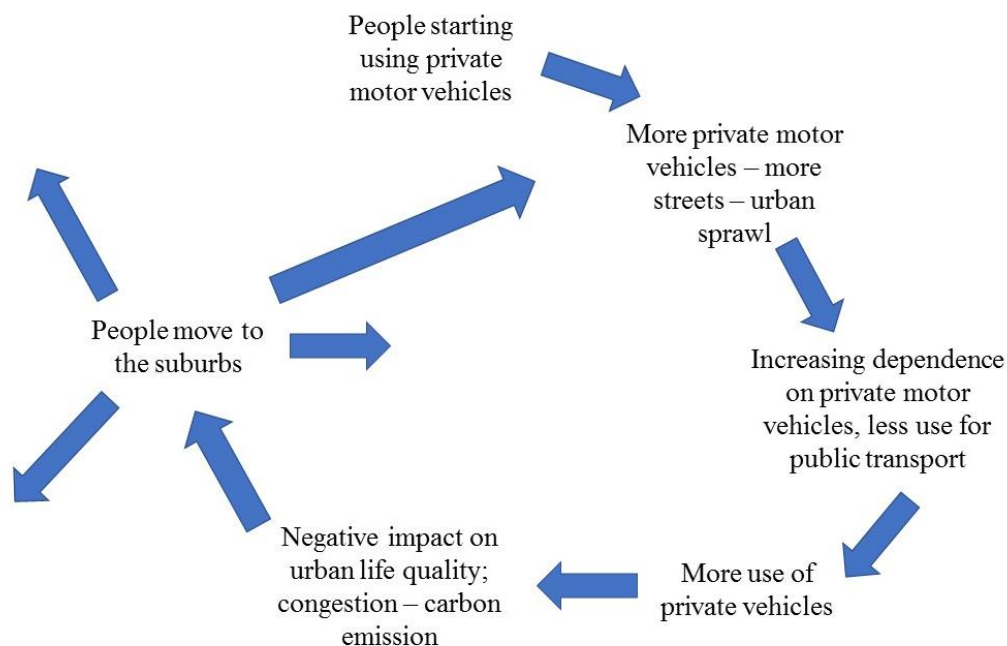 People starting
using private
motor vehicles
More private motor
vehicles – more
streets – urban
sprawl
Increasing dependence
on private motor
vehicles, less use for
public transport
More use of
private vehicles
Negative impact on
urban life quality;
congestion – carbon
emission
People move to
the suburbs